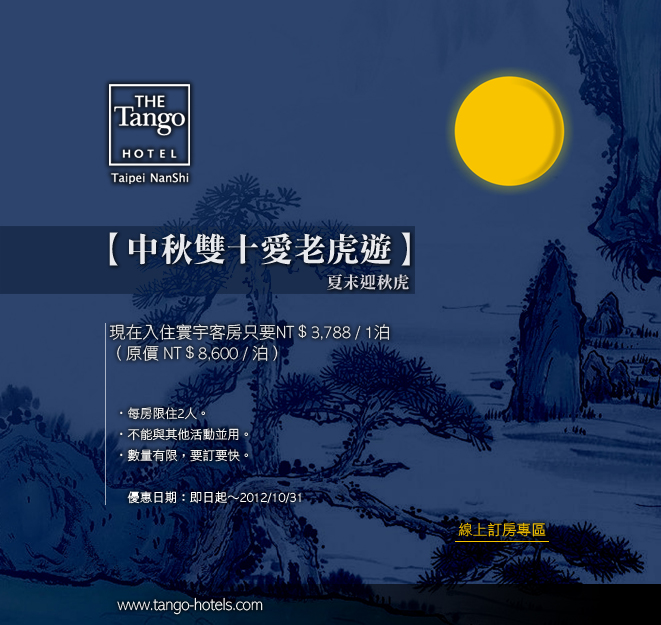 THE
Tango
HOTEL
Taipei NanShi
【中秋雙十愛老虎遊】
夏末迎秋虎
現在入住寰宇客房只要NT＄3,788 / 1泊
（原價 NT＄8,600 / 泊）
・每房限住2人。
・不能與其他活動並用。
・數量有限，要訂要快。
優惠日期：即日起～2012/10/31
線上訂房專區
www.tango-hotels.com